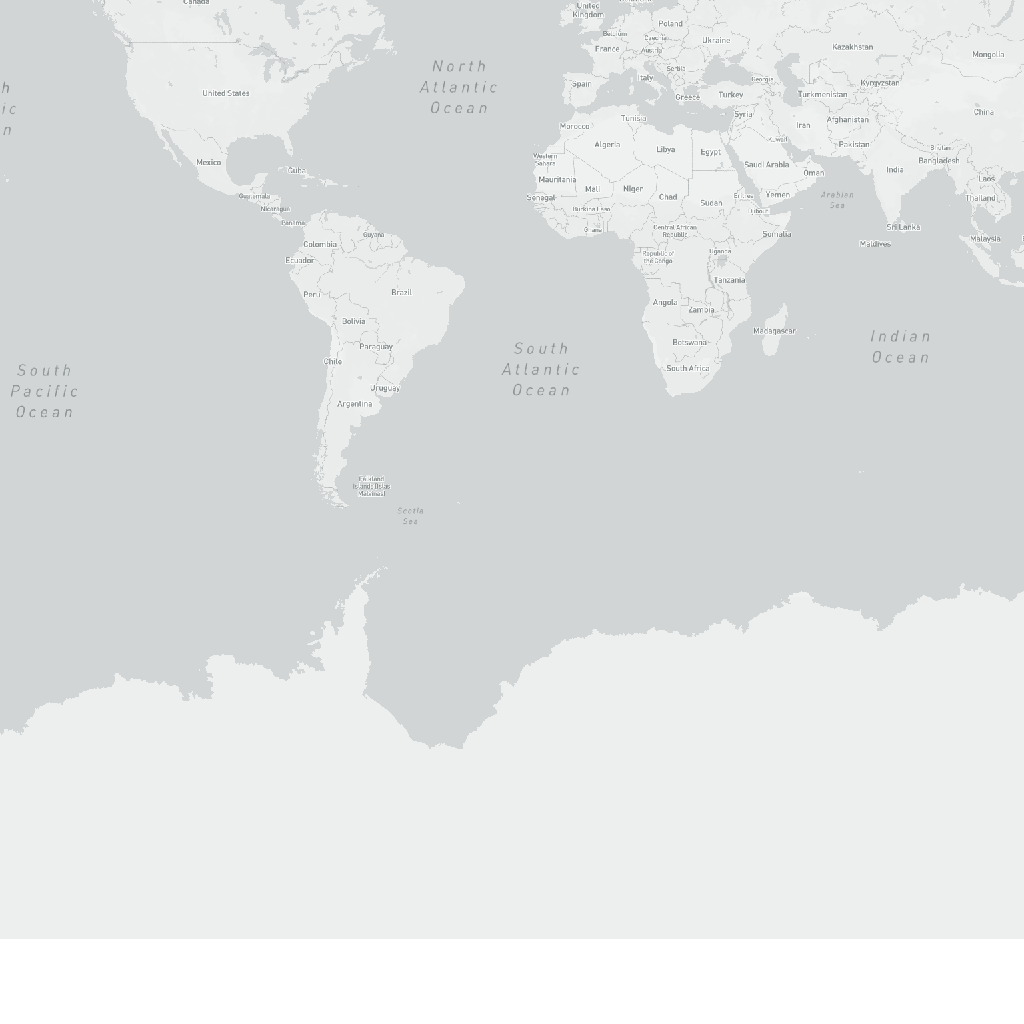 Canada
United
Kingdom
Poland
Belgium
Czechia
Ukraine
France
Austria
Kazakhstan
Mongolia
North
Atlantic
Ocean
Serbia
Italy
Georgia
Spain
Kyrgyzstan
United States
Greece
Turkey
Turkmenistan
China
Syria
Tunisia
Morocco
Iran
Afghanistan
Algeria
Libya
Egypt
Kuwait
Pakistan
Bhutan
Western
Sahara
Bangladesh
Mexico
Cuba
Saudi Arabia
Oman
India
Laos
Mauritania
Mali
Niger
Chad
Sudan
Eritrea
Yemen
Arabian
Sea
Thailand
Guatemala
Senegal
Nicaragua
Burkina Faso
Djibouti
Panama
Ghana
Central African
Republic
Somalia
Sri Lanka
Guyana
Colombia
Maldives
Malaysia
Ecuador
Republic of
the Congo
Uganda
Tanzania
Peru
Brazil
Angola
Zambia
Bolivia
Madagascar
Indian
Ocean
Paraguay
Botswana
South
Atlantic
Ocean
Chile
South Africa
South
Pacific
Ocean
Uruguay
Argentina
Falkland
Islands [Islas
Malvinas]
Scotia
Sea